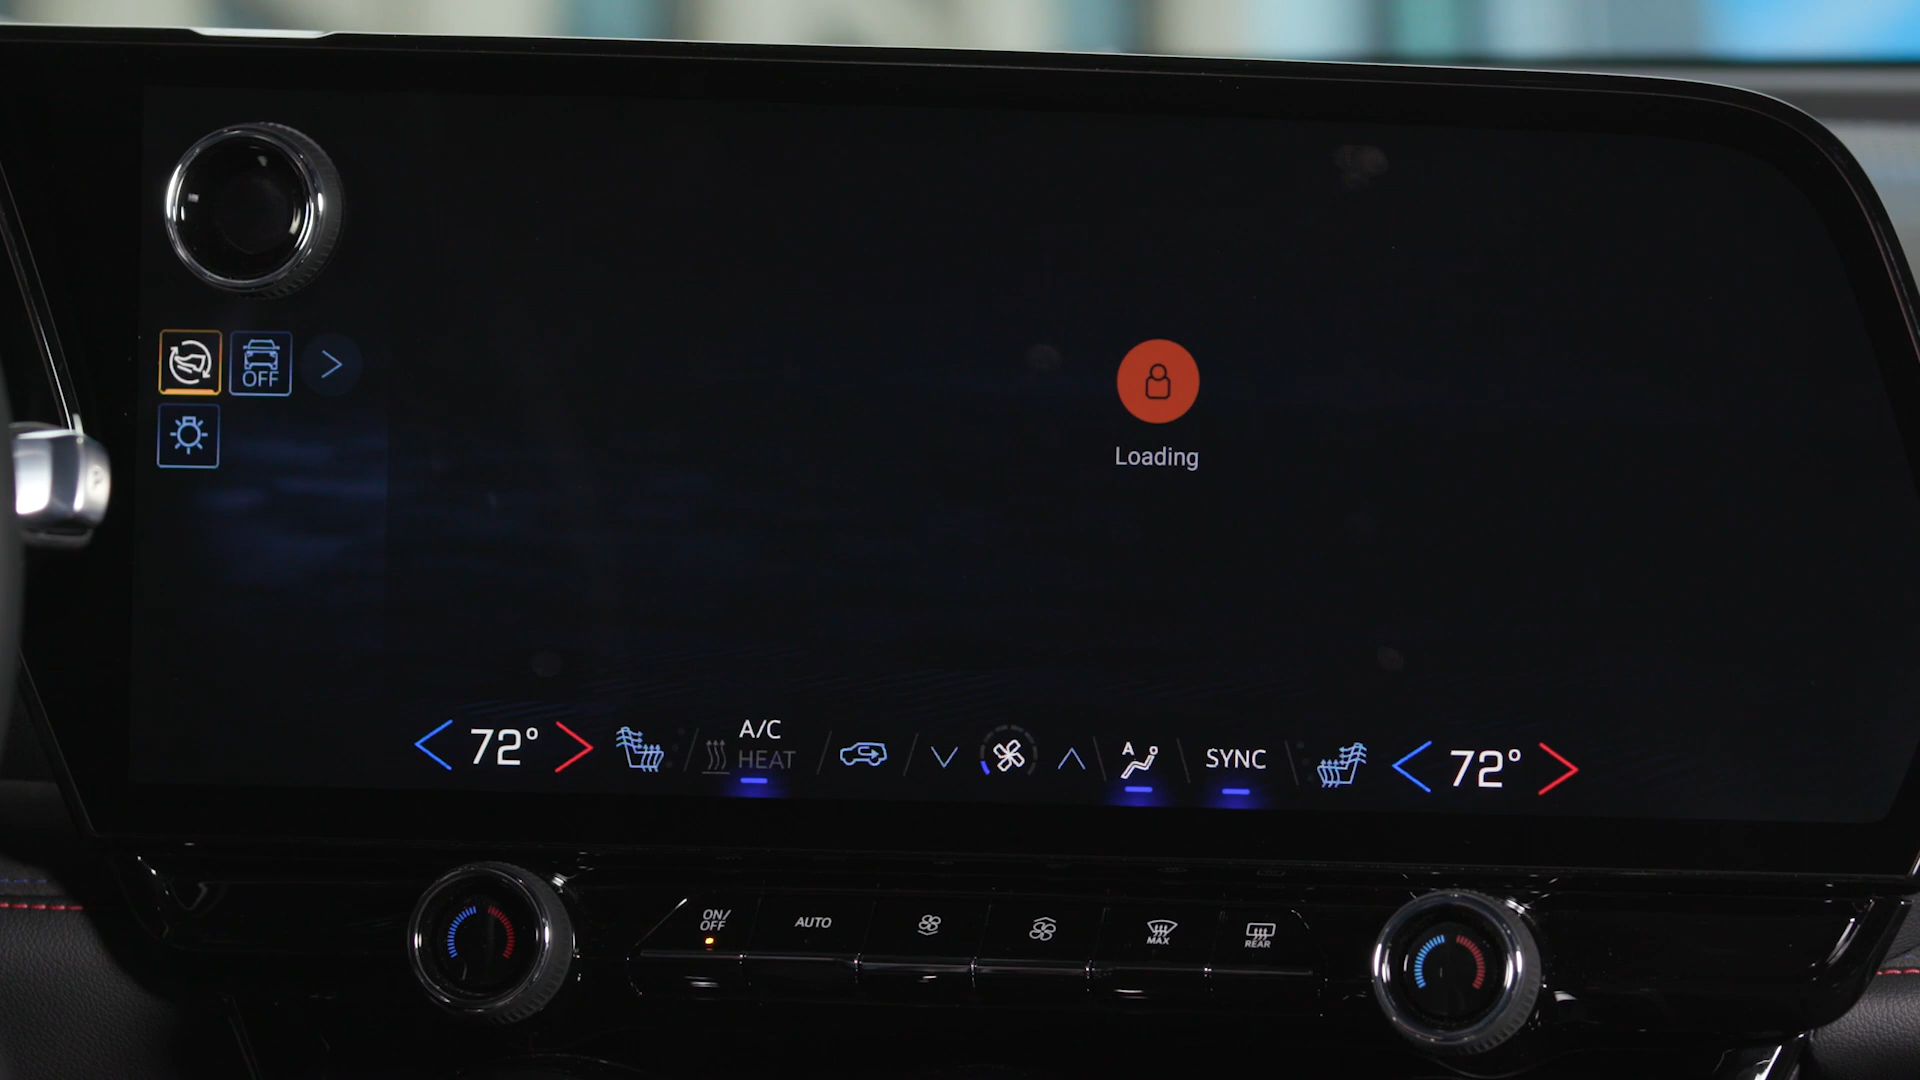 OFF
Loading
72°
A/C
HEAT
A
SYNC
72°
ON/
OFF
AUTO
MAX
REAR